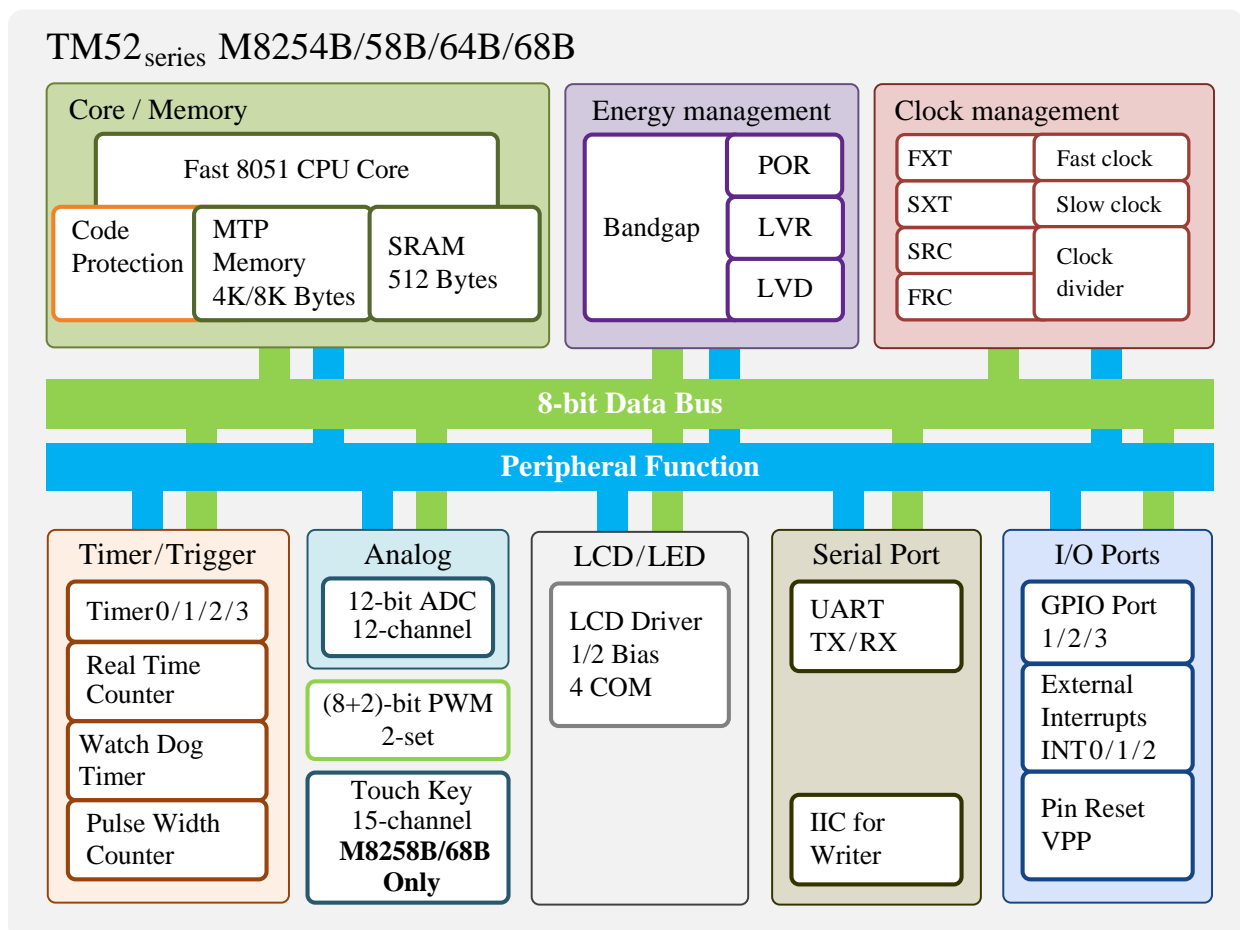 TM52series M8254B/58B/64B/68B
Core / Memory
Fast 8051 CPU Core
Code
Protection
MTP
Memory
4K/8K Bytes
SRAM
512 Bytes
Energy management
Bandgap
POR
LVR
LVD
Clock management
FXT
SXT
SRC
FRC
Fast clock
Slow clock
Clock
divider
8-bit Data Bus
Peripheral Function
Timer/Trigger
Timer0/1/2/3
Real Time
Counter
Watch Dog
Timer
Pulse Width
Counter
Analog
12-bit ADC
12-channel
(8+2)-bit PWM
2-set
Touch Key
15-channel
M8258B/68B
Only
LCD/LED
LCD Driver
1/2 Bias
4 COM
Serial Port
UART
TX/RX
IIC for
Writer
I/O Ports
GPIO Port
1/2/3
External
Interrupts
INT0/1/2
Pin Reset
VPP